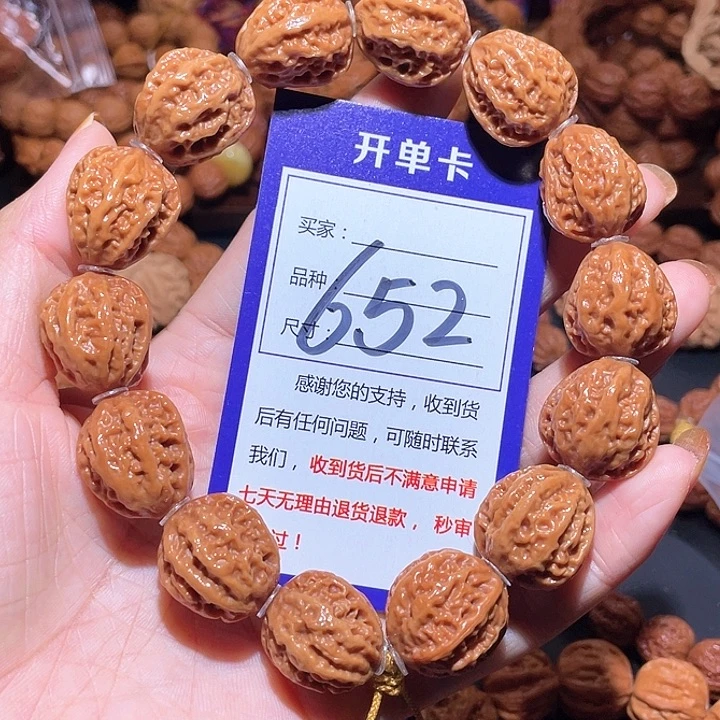 开单卡
买家：
品种：
尺寸：
652
感谢您的支持，收到货
后有任何问题，可随时联系
我们，收到货后不满意申请
七天无理由退货退款，秒审
过！